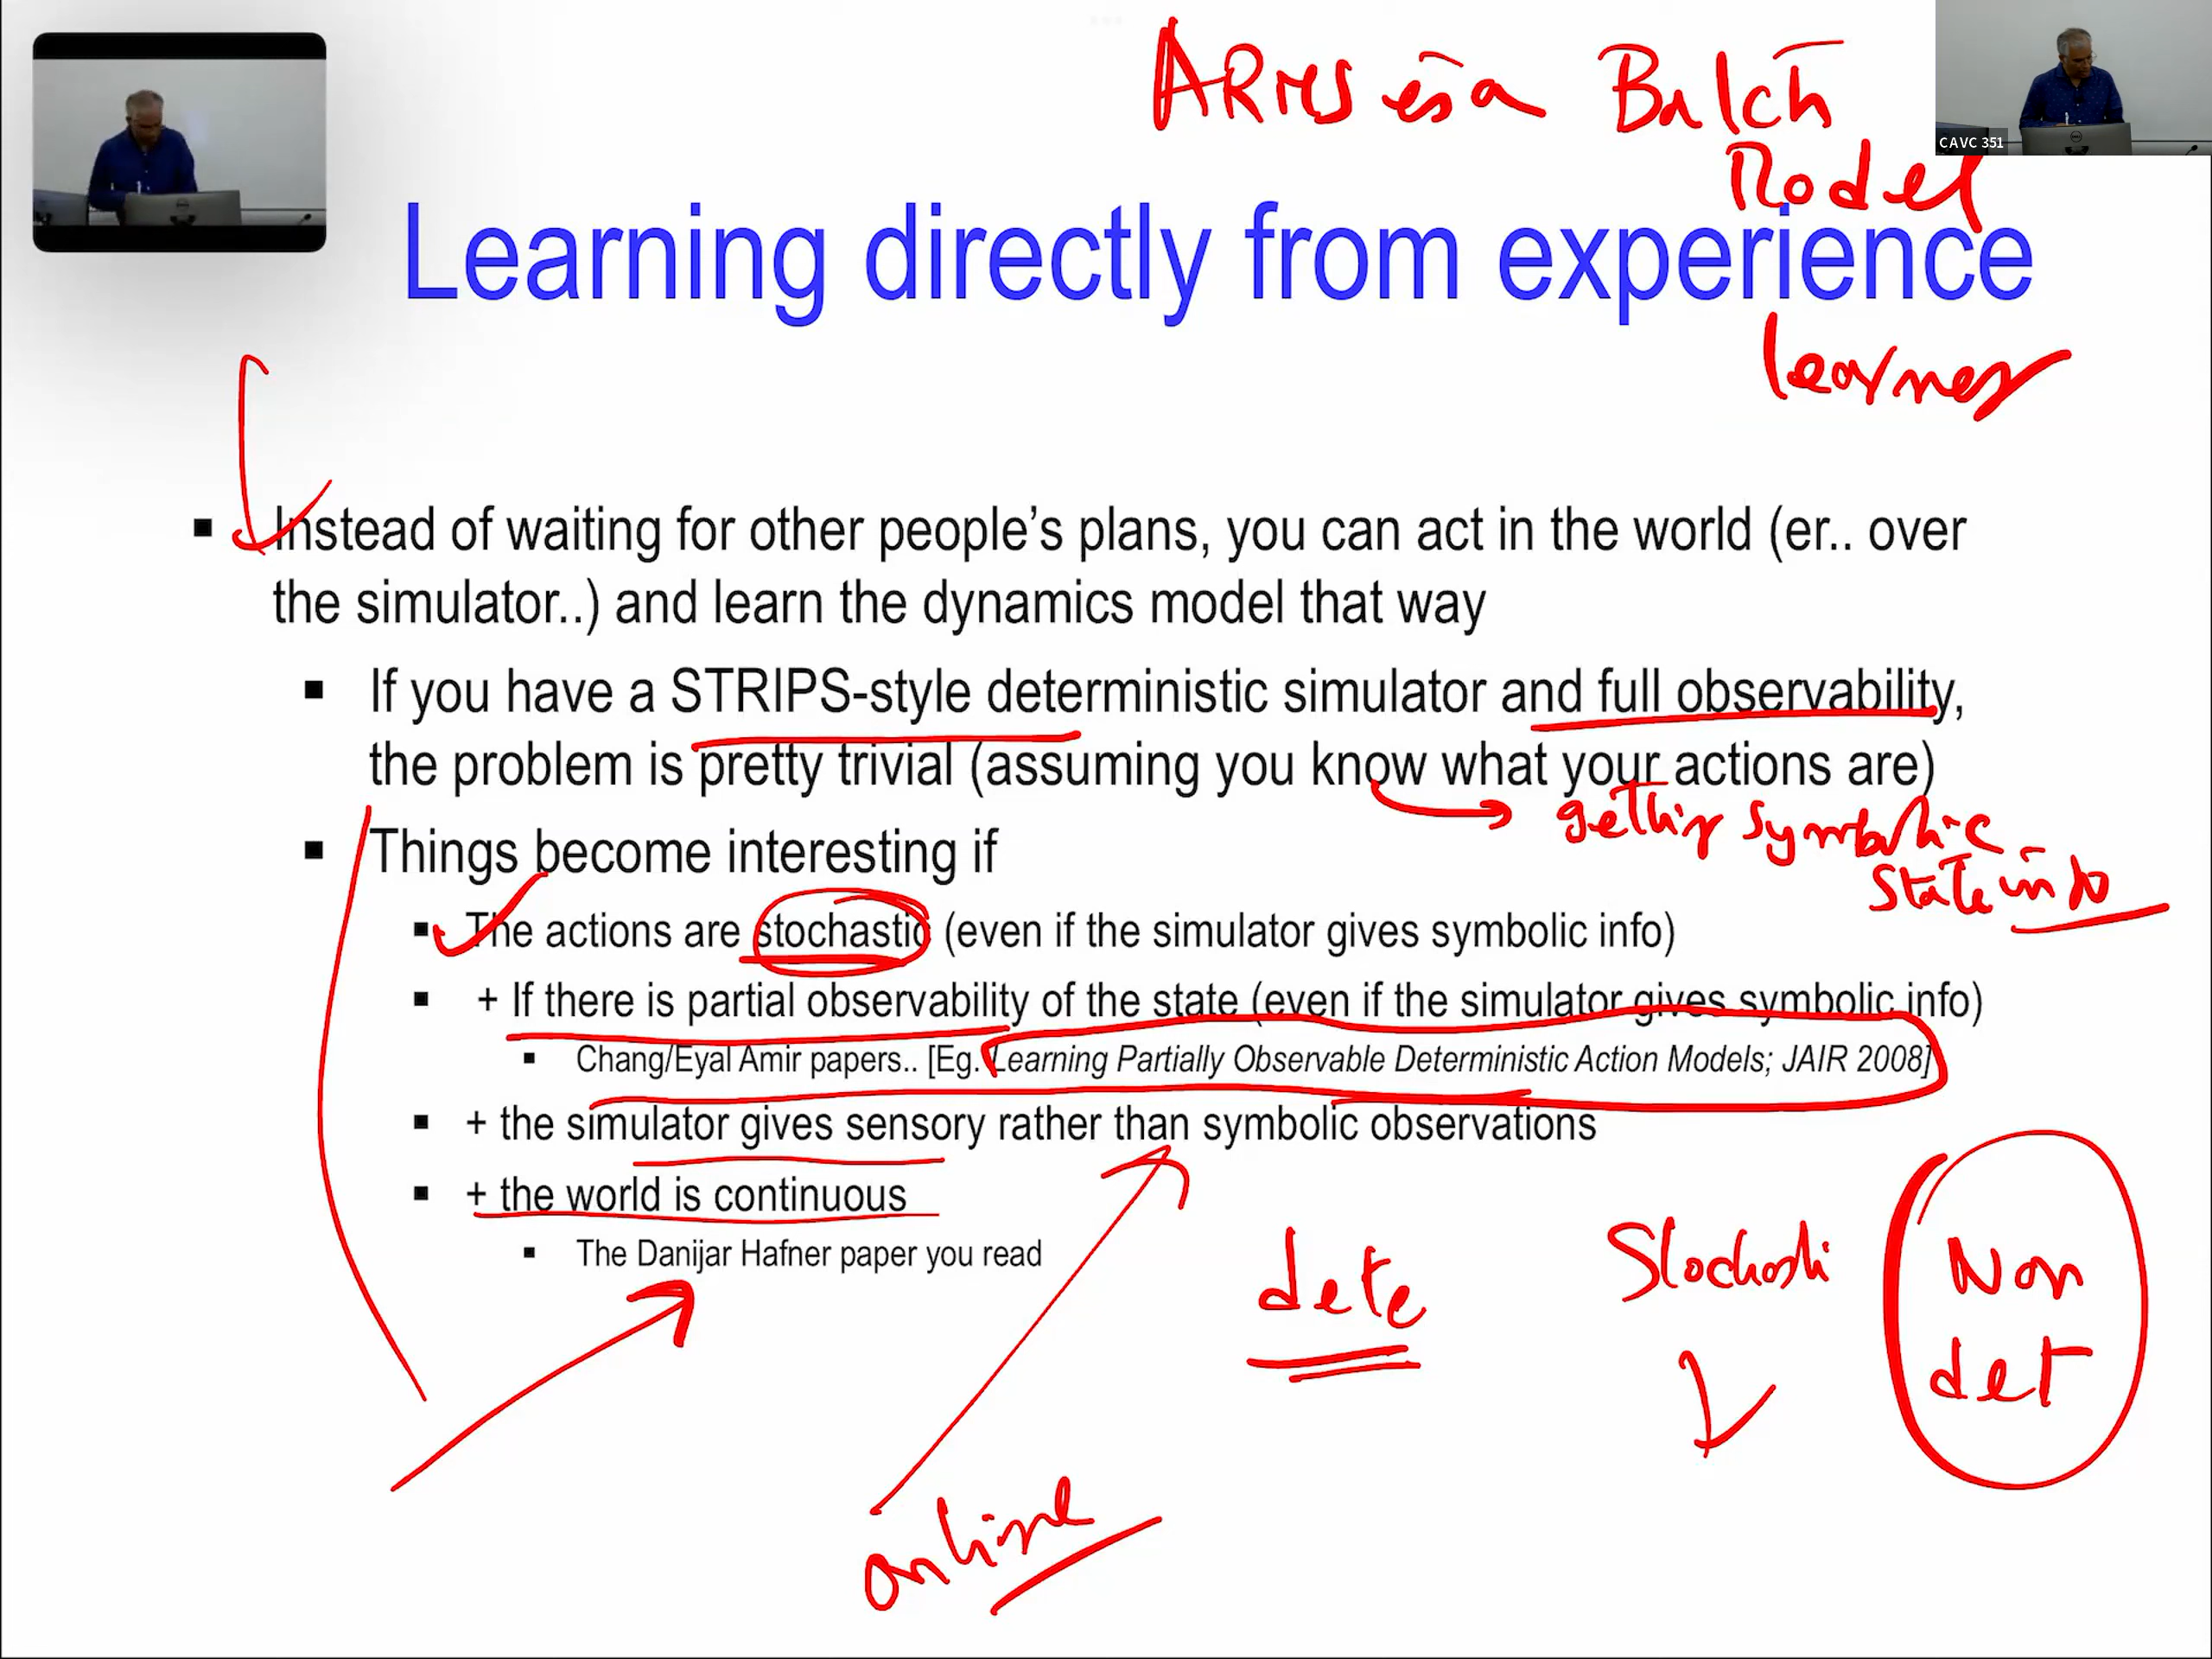 ARMS is a Batch
Model
CAVC 351
Learning directly from experience
learner
▪ Instead of waiting for other people’s plans, you can act in the world (er.. over
the simulator..) and learn the dynamics model that way
▪ If you have a STRIPS-style deterministic simulator and full observability,
the problem is pretty trivial (assuming you know what your actions are)
getting symbolic
state info
▪ Things become interesting if
▪ The actions are stochastic (even if the simulator gives symbolic info)
▪ + If there is partial observability of the state (even if the simulator gives symbolic info)
▪ Chang/Eyal Amir papers.. [Eg. Learning Partially Observable Deterministic Action Models; JAIR 2008]
▪ + the simulator gives sensory rather than symbolic observations
▪ + the world is continuous
▪ The Danijar Hafner paper you read
dete
Stochasti
Non
det
online